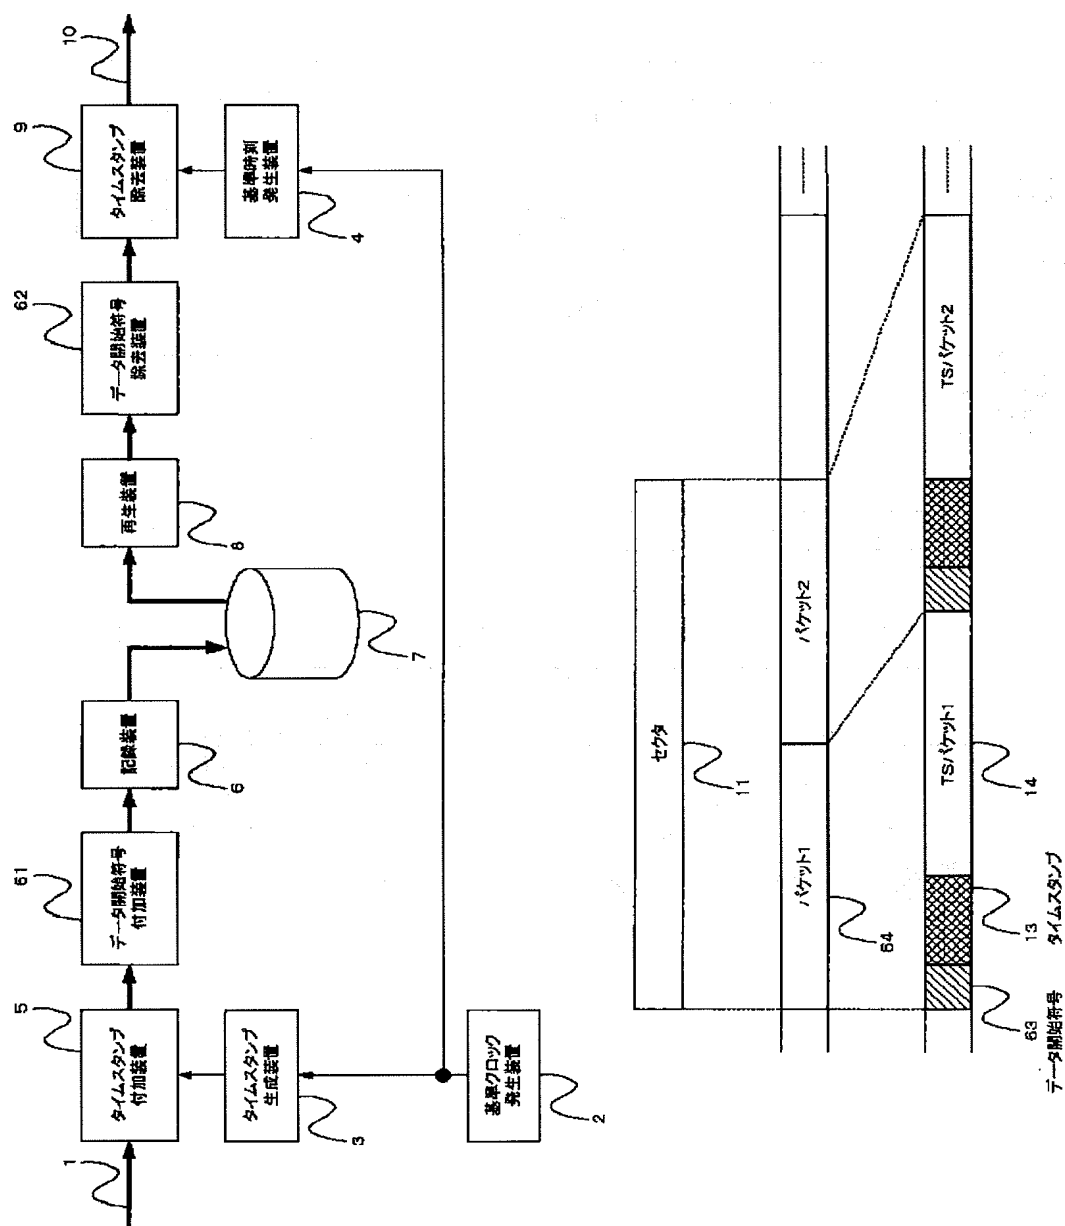 1
タイムスタンプ
付加装置
5
データ開始符号
付加装置
61
記録装置
6
7
再生装置
8
データ開始符号
除去装置
62
タイムスタンプ
除去装置
9
10
タイムスタンプ
生成装置
3
基準時刻
発生装置
4
基準クロック
発生装置
2
セクタ
11
パケット1
パケット2
64
TSパケット1
TSパケット2
63
データ開始符号
13
タイムスタンプ
14